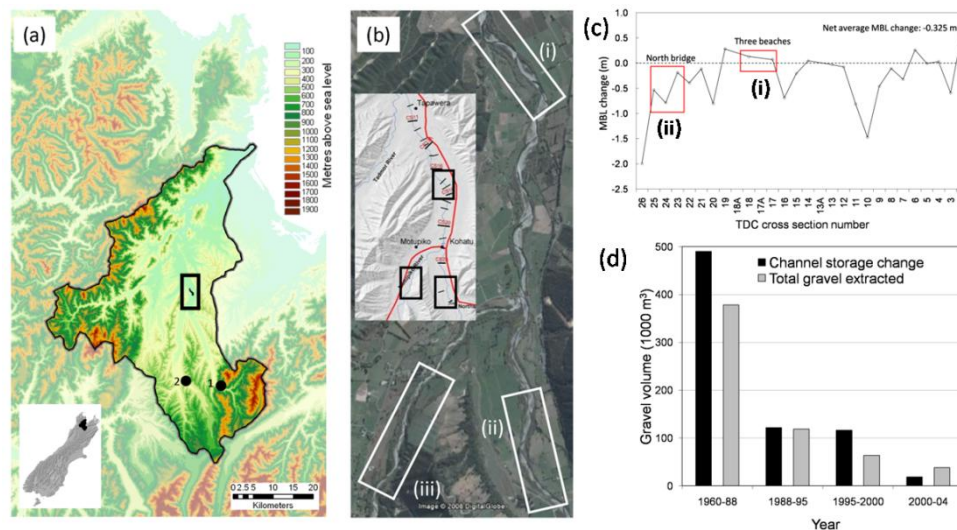 (a)
100
200
300
400
500
600
700
800
900
1000
1100
1200
1300
1400
1500
1600
1700
1800
1900
Metres above sea level
2
1
0 2.5 5 10 15 20
Kilometers
(b)
(i)
Tapawera
Tadmor River
Motupiko
Kohatu
(ii)
(iii)
Image © 2006 DigitalGlobe
(c)
Net average MBL change: -0.325 m
MBL change (m)
1.0
0.5
0.0
-0.5
-1.0
-1.5
-2.0
-2.5
North bridge
(ii)
Three beaches
(i)
26 25 24 23 22 21 20 19 18A 18 17A 17 16 15 14 13A 13 12 11 10 9 8 7 6 5 4 3
TDC cross section number
(d)
Channel storage change
Total gravel extracted
Gravel volume (1000 m³)
500
400
300
200
100
0
1960-88 1988-95 1995-2000 2000-04
Year